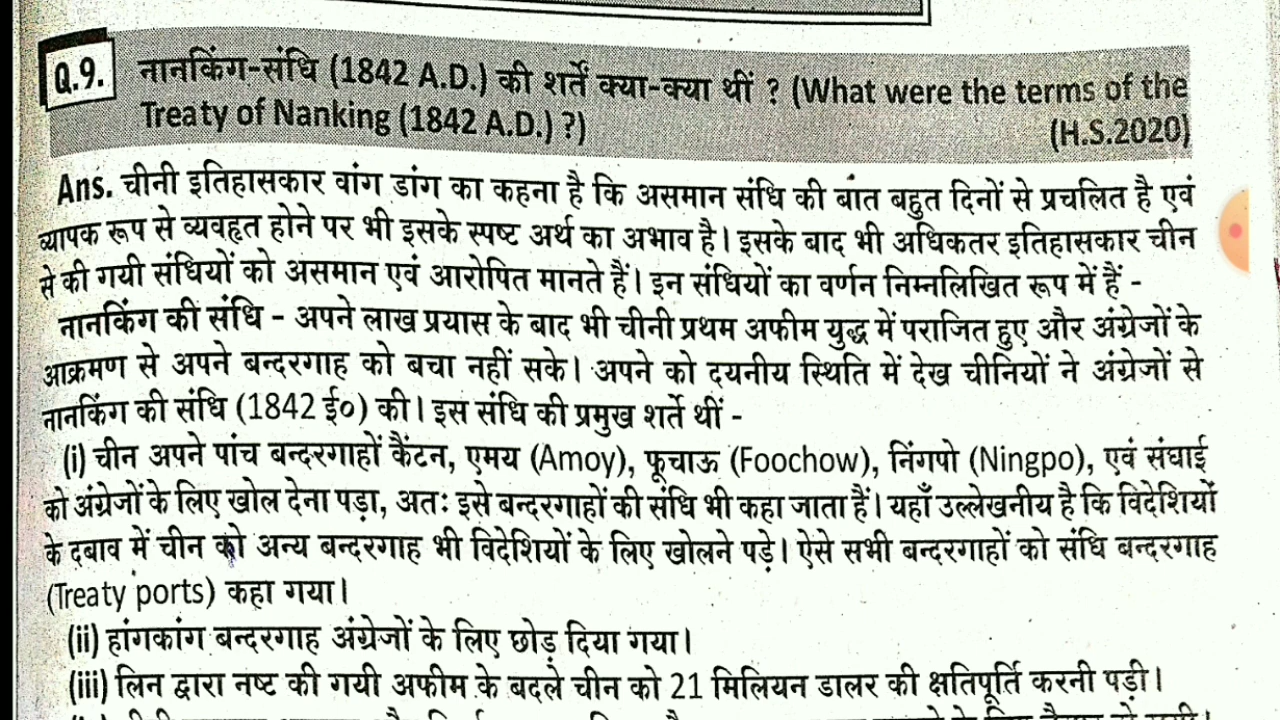 Q.9. नानकिंग-संधि (1842 A.D.) की शर्तें क्या-क्या थीं ? (What were the terms of the
Treaty of Nanking (1842 A.D.) ?) (H.S.2020)
Ans. चीनी इतिहासकार वांग डांग का कहना है कि असमान संधि की बात बहुत दिनों से प्रचलित है एवं
व्यापक रूप से व्यवहृत होने पर भी इसके स्पष्ट अर्थ का अभाव है। इसके बाद भी अधिकतर इतिहासकार चीन
से की गयी संधियों को असमान एवं आरोपित मानते हैं। इन संधियों का वर्णन निम्नलिखित रूप में हैं -
नानकिंग की संधि - अपने लाख प्रयास के बाद भी चीनी प्रथम अफीम युद्ध में पराजित हुए और अंग्रेजों के
आक्रमण से अपने बन्दरगाह को बचा नहीं सके। अपने को दयनीय स्थिति में देख चीनियों ने अंग्रेजों से
नानकिंग की संधि (1842 ई०) की। इस संधि की प्रमुख शर्ते थीं -
(i) चीन अपने पांच बन्दरगाहों कैंटन, एमय (Amoy), फूचाऊ (Foochow), निंगपो (Ningpo), एवं संघाई
को अंग्रेजों के लिए खोल देना पड़ा, अतः इसे बन्दरगाहों की संधि भी कहा जाता हैं। यहाँ उल्लेखनीय है कि विदेशियों
के दबाव में चीन को अन्य बन्दरगाह भी विदेशियों के लिए खोलने पड़े। ऐसे सभी बन्दरगाहों को संधि बन्दरगाह
(Treaty ports) कहा गया।
(ii) हांगकांग बन्दरगाह अंग्रेजों के लिए छोड़ दिया गया।
(iii) लिन द्वारा नष्ट की गयी अफीम के बदले चीन को 21 मिलियन डालर की क्षतिपूर्ति करनी पड़ी।